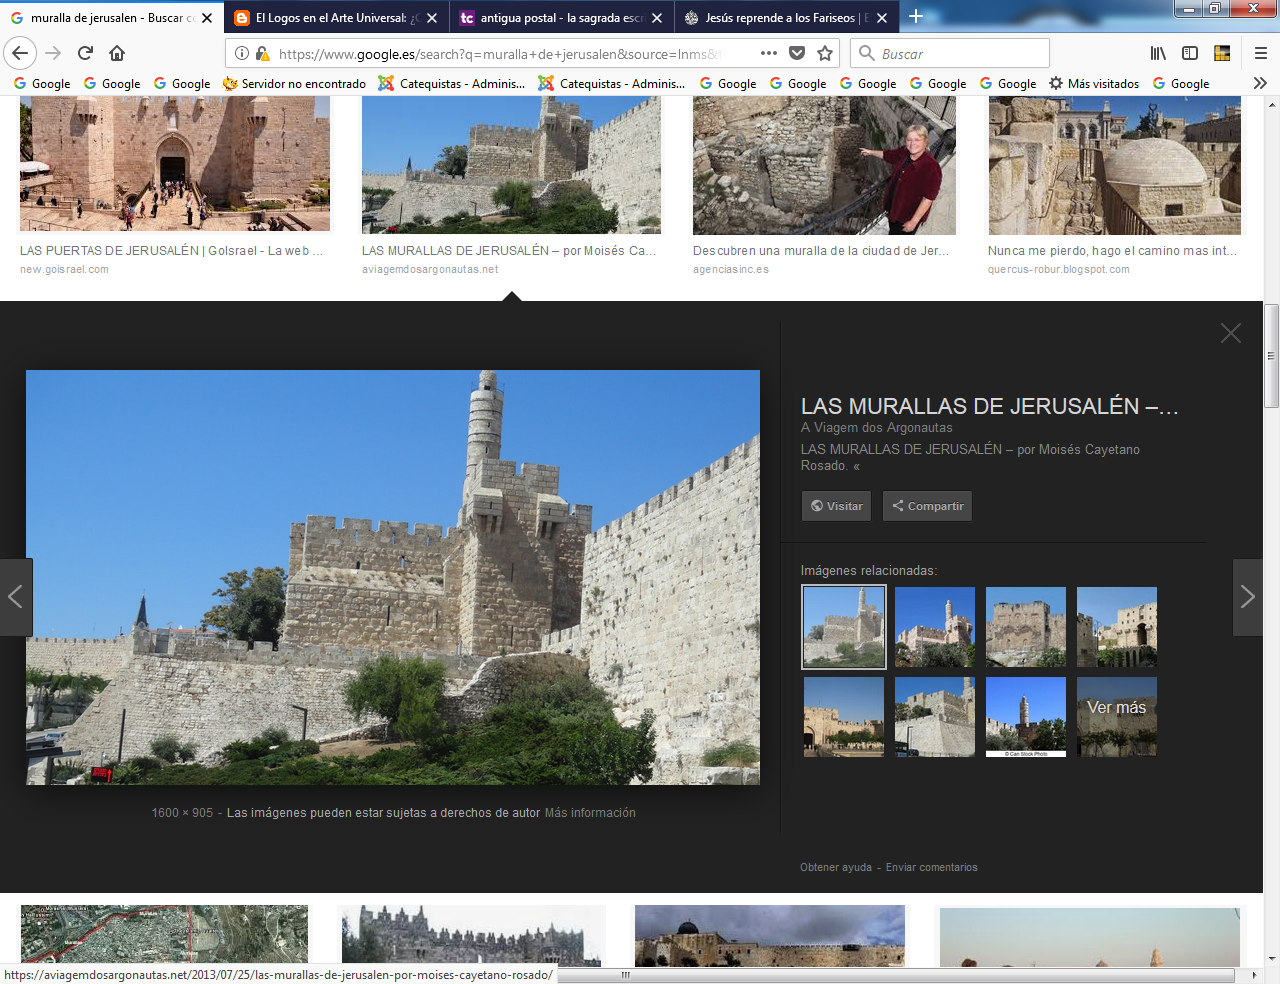 muralla de jerusalen - Buscar co
El Logos en el Arte Universal: ¿C
antigua postal - la sagrada escri
Jesús reprende a los Fariseos | E
https://www.google.es/search?q=muralla+de+jerusalen&source=lnms&t
Buscar
Google
Google
Google
Servidor no encontrado
Catequistas - Adminis...
Catequistas - Adminis...
Google
Google
Google
Google
Google
Más visitados
Google
LAS PUERTAS DE JERUSALÉN | GoIsrael - La web ...
new.goisrael.com
LAS MURALLAS DE JERUSALÉN – por Moisés Ca...
aviagemdosargonautas.net
Descubren una muralla de la ciudad de Jer...
agenciasinc.es
Nunca me pierdo, hago el camino mas int...
quercus-robur.blogspot.com
LAS MURALLAS DE JERUSALÉN –...
A Viagem dos Argonautas
LAS MURALLAS DE JERUSALÉN – por Moisés Cayetano
Rosado. «
Visitar
Compartir
Imágenes relacionadas:
© Can Stock Photo
Ver más
1600 × 905 - Las imágenes pueden estar sujetas a derechos de autor Más información
Obtener ayuda - Enviar comentarios
https://aviagemdosargonautas.net/2013/07/25/las-murallas-de-jerusalen-por-moises-cayetano-rosado/